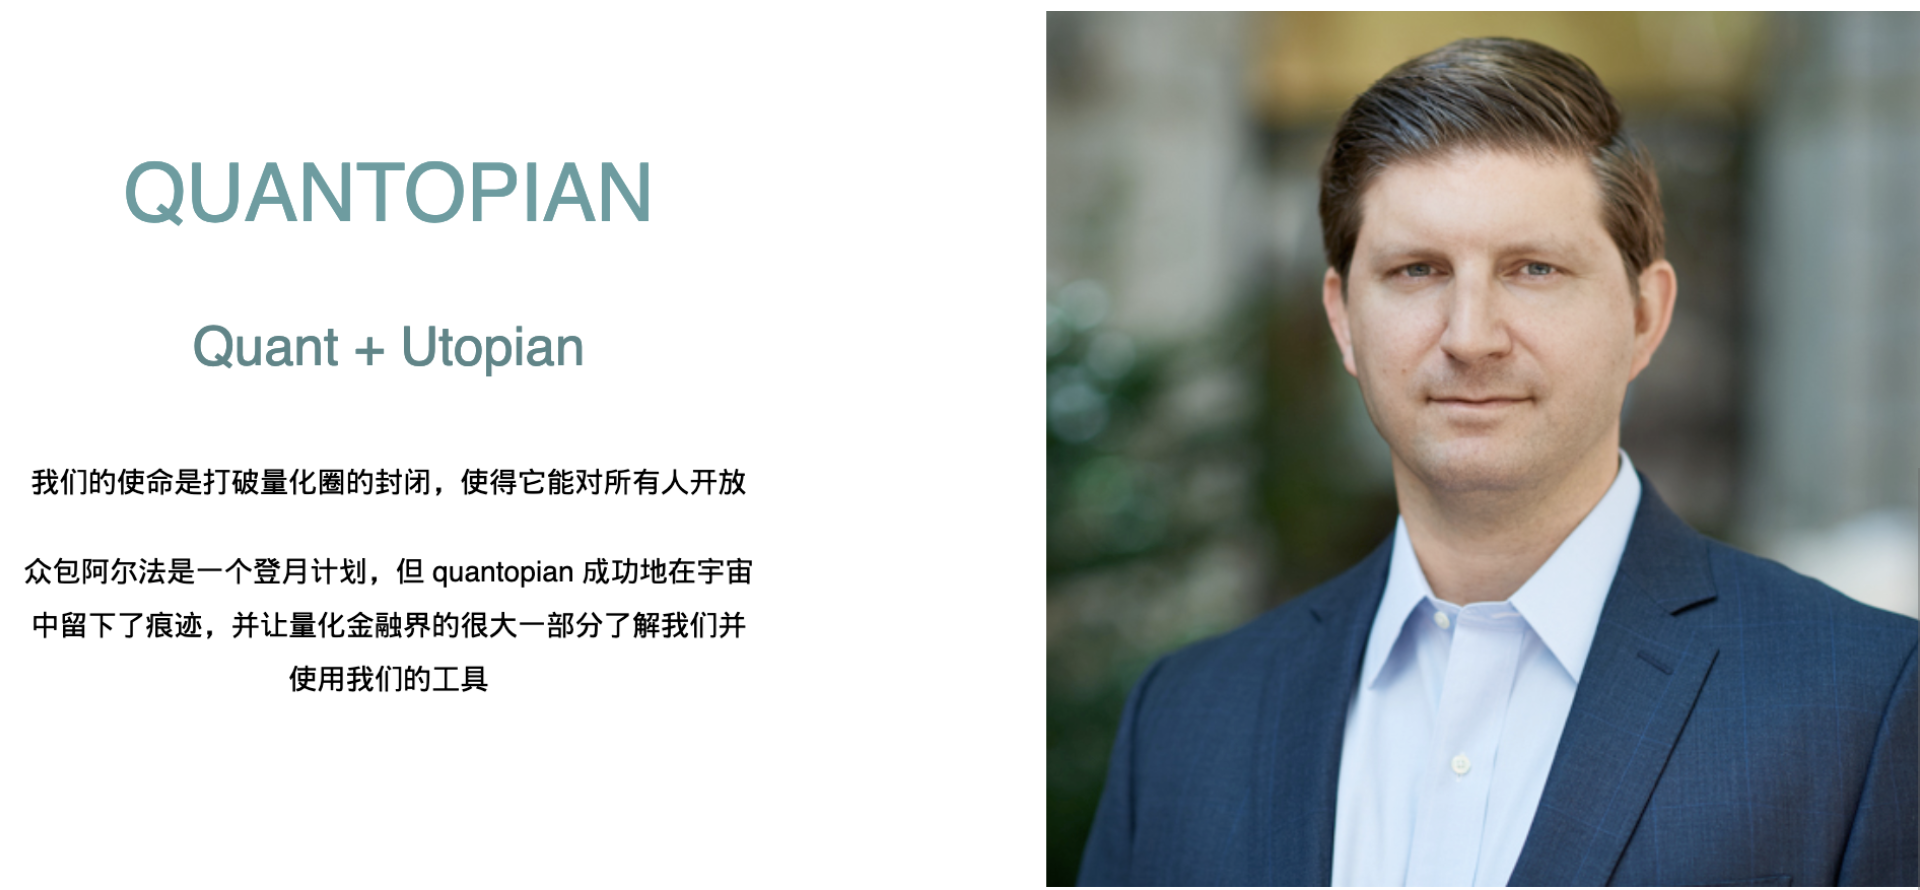 QUANTOPIAN
Quant + Utopian
我们的使命是打破量化圈的封闭，使得它能对所有人开放
众包阿尔法是一个登月计划，但 quantopian 成功地在宇宙
中留下了痕迹，并让量化金融界的很大一部分了解我们并
使用我们的工具